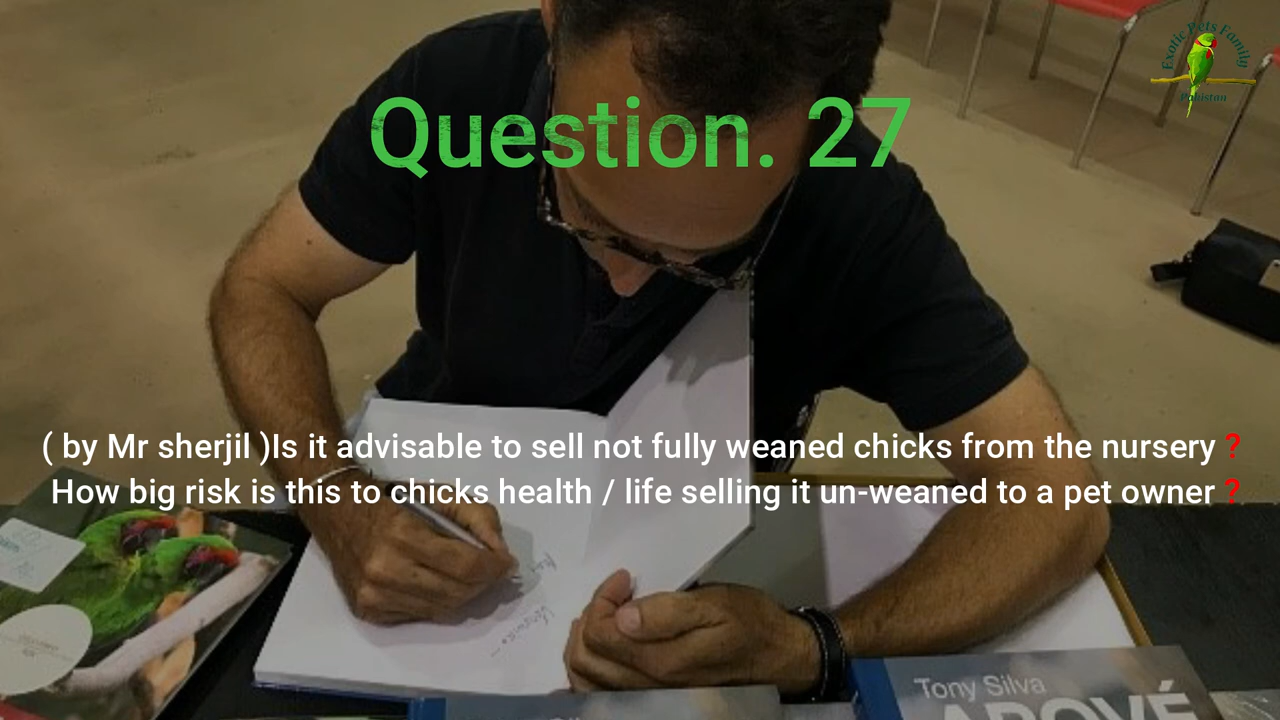 Exotic Pets Family
Pakistan
Question. 27
( by Mr sherjil )Is it advisable to sell not fully weaned chicks from the nursery ?
How big risk is this to chicks health / life selling it un-weaned to a pet owner ?
Tony Silva